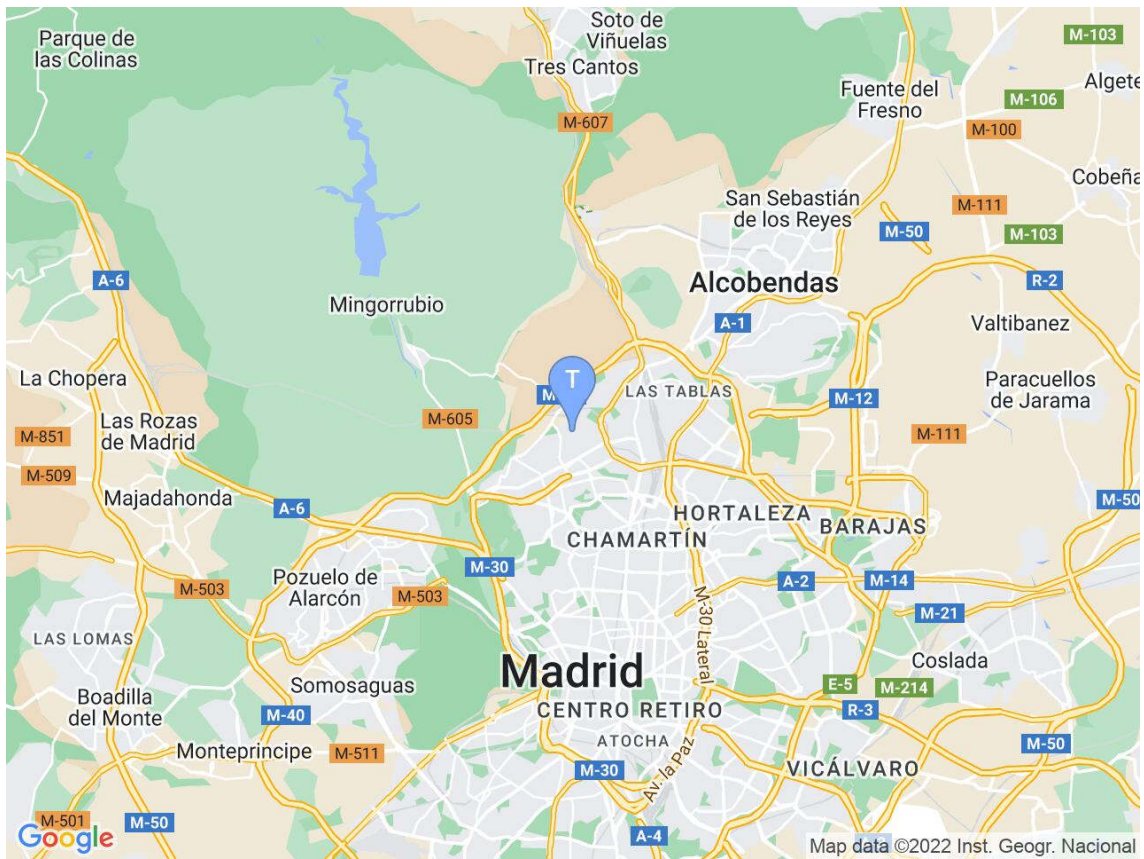 Parque de
las Colinas
Soto de
Viñuelas
Tres Cantos
M-103
Algete
M-106
Fuente del
Fresno
M-607
M-100
Cobeña
San Sebastián
de los Reyes
M-111
M-50
M-103
A-6
Alcobendas
R-2
Mingorrubio
A-1
Valtibanez
La Chopera
T
LAS TABLAS
Paracuellos
de Jarama
M-12
Las Rozas
de Madrid
M-605
M-851
M-111
M-509
Majadahonda
M-50
A-6
HORTALEZA
BARAJAS
CHAMARTÍN
M-30
Pozuelo de
Alarcón
M-503
M-503
A-2
M-14
M-30 Lateral
M-21
LAS LOMAS
Madrid
Coslada
Somosaguas
E-5
M-214
Boadilla
del Monte
M-40
CENTRO
RETIRO
R-3
Monteprincipe
M-511
ATOCHA
M-50
M-30
Av. la Paz
VICÁLVARO
M-501
M-50
A-4
Google
Map data ©2022 Inst. Geogr. Nacional